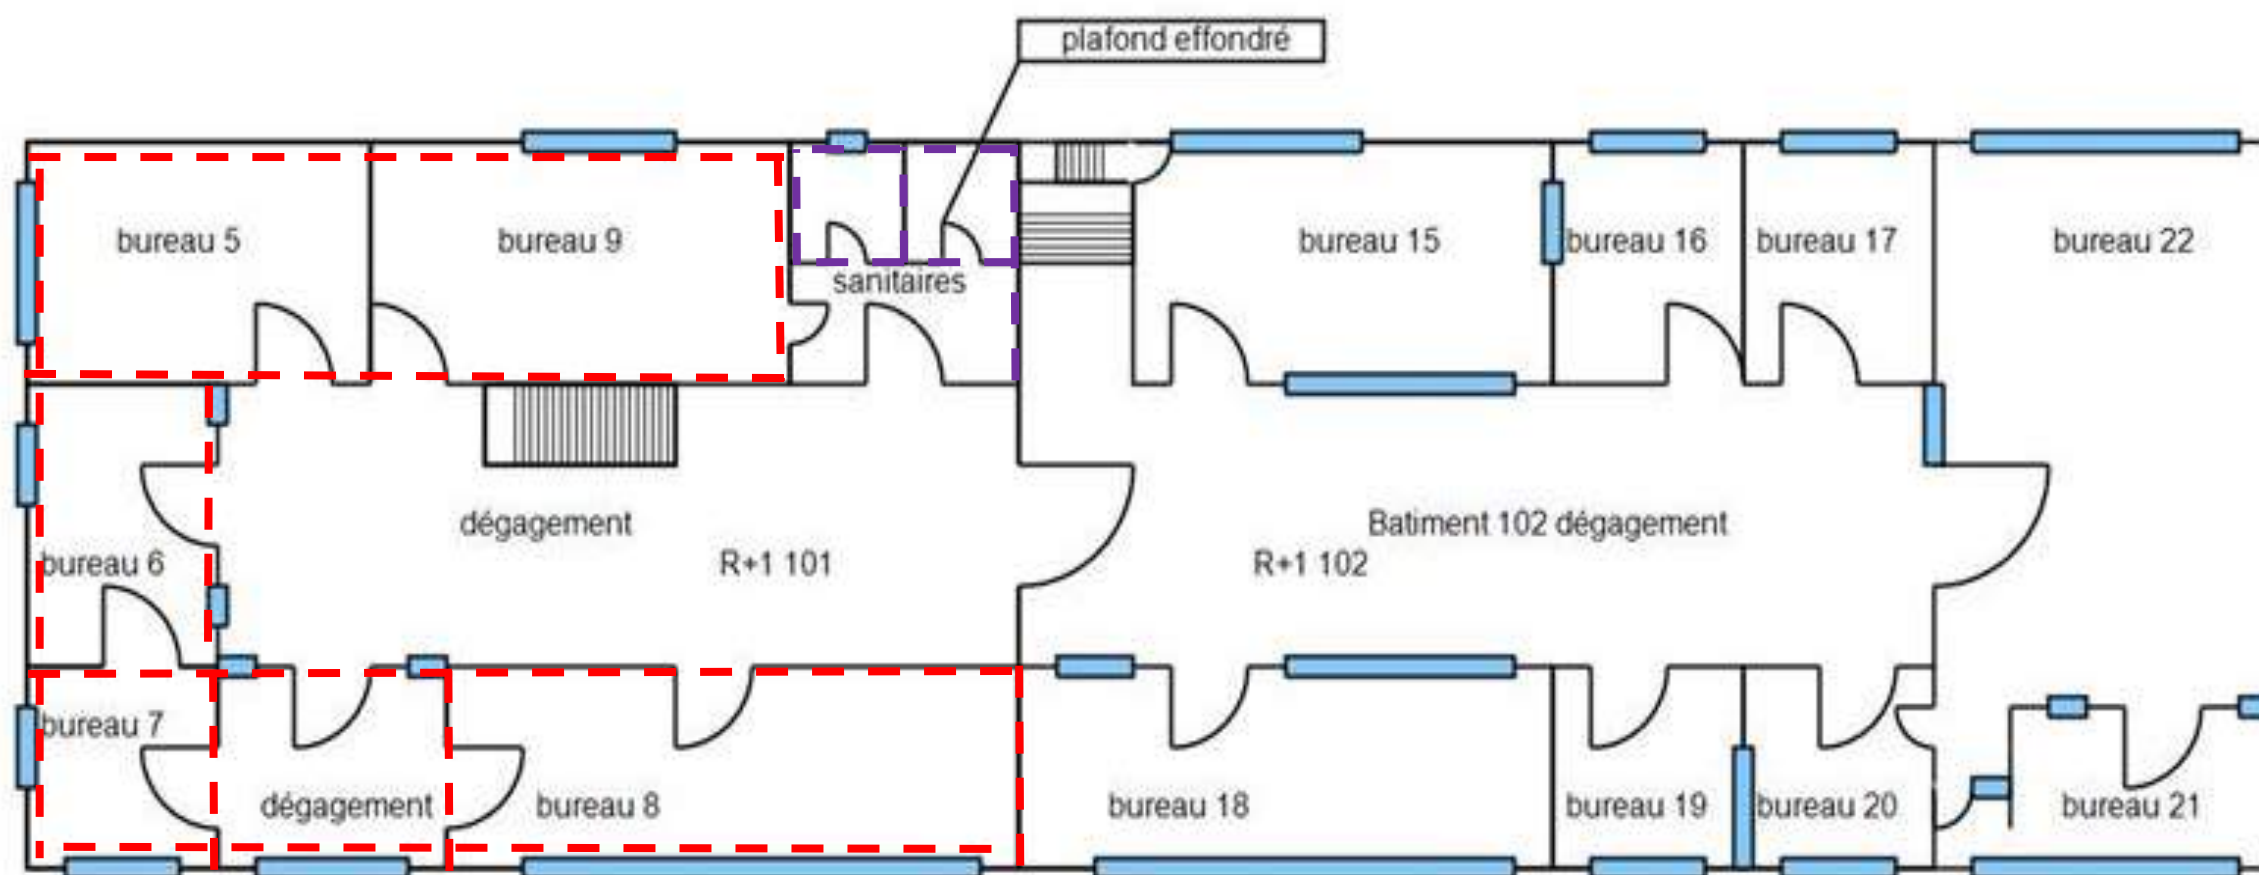 plafond effondré
bureau 5
bureau 9
sanitaires
bureau 15
bureau 16
bureau 17
bureau 22
dégagement
R+1 101
Batiment 102 dégagement
R+1 102
bureau 6
bureau 7
dégagement
bureau 8
bureau 18
bureau 19
bureau 20
bureau 21